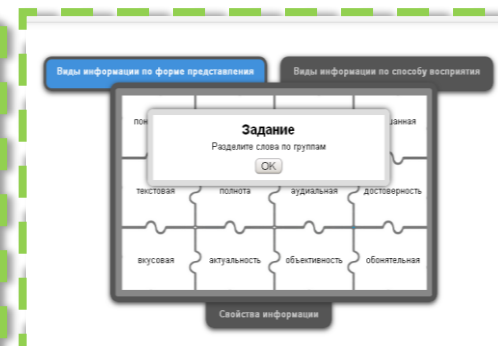 Виды информации по форме представления
Виды информации по способу восприятия
Задание
Разделите слова по группам
OK
текстовая полнота аудиальная достоверность
вкусовая актуальность объективность обонятельная
Свойства информации